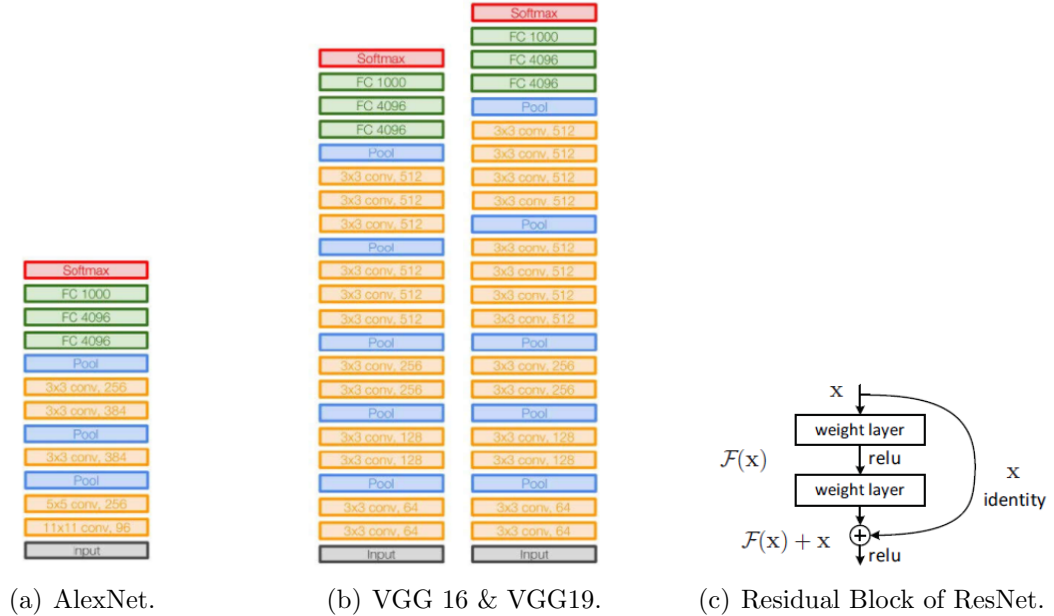 Softmax
FC 1000
FC 4096
FC 4096
Pool
3x3 conv, 256
3x3 conv, 384
Pool
3x3 conv, 384
Pool
5x5 conv, 256
11x11 conv, 96
Input
(a) AlexNet.
Softmax
FC 1000
FC 4096
FC 4096
Pool
3x3 conv, 512
3x3 conv, 512
3x3 conv, 512
Pool
3x3 conv, 512
3x3 conv, 512
3x3 conv, 512
Pool
3x3 conv, 256
3x3 conv, 256
Pool
3x3 conv, 128
3x3 conv, 128
Pool
3x3 conv, 64
3x3 conv, 64
Input
Softmax
FC 1000
FC 4096
FC 4096
Pool
3x3 conv, 512
3x3 conv, 512
3x3 conv, 512
3x3 conv, 512
Pool
3x3 conv, 512
3x3 conv, 512
3x3 conv, 512
3x3 conv, 512
Pool
3x3 conv, 256
3x3 conv, 256
Pool
3x3 conv, 128
3x3 conv, 128
Pool
3x3 conv, 64
3x3 conv, 64
Input
(b) VGG 16 & VGG19.
x
weight layer
F(x)
relu
weight layer
x
identity
F(x) + x
relu
(c) Residual Block of ResNet.